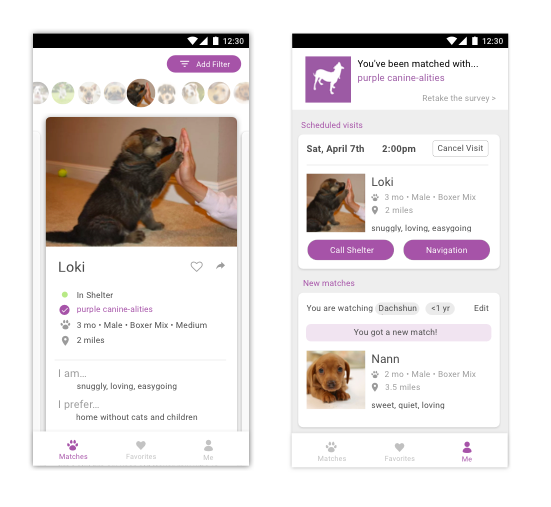 12:30
Add Filter
Loki
In Shelter
purple canine-alities
3 mo • Male • Boxer Mix • Medium
2 miles
I am...
snuggly, loving, easygoing
I prefer...
home without cats and children
Matches
Favorites
Me
12:30
You've been matched with...
purple canine-alities
Retake the survey >
Scheduled visits
Sat, April 7th 2:00pm Cancel Visit
Loki
3 mo • Male • Boxer Mix
2 miles
snuggly, loving, easygoing
Call Shelter Navigation
New matches
You are watching Dachshun <1 yr Edit
You got a new match!
Nann
2 mo • Male • Boxer Mix
3.5 miles
sweet, quiet, loving
Matches
Favorites
Me